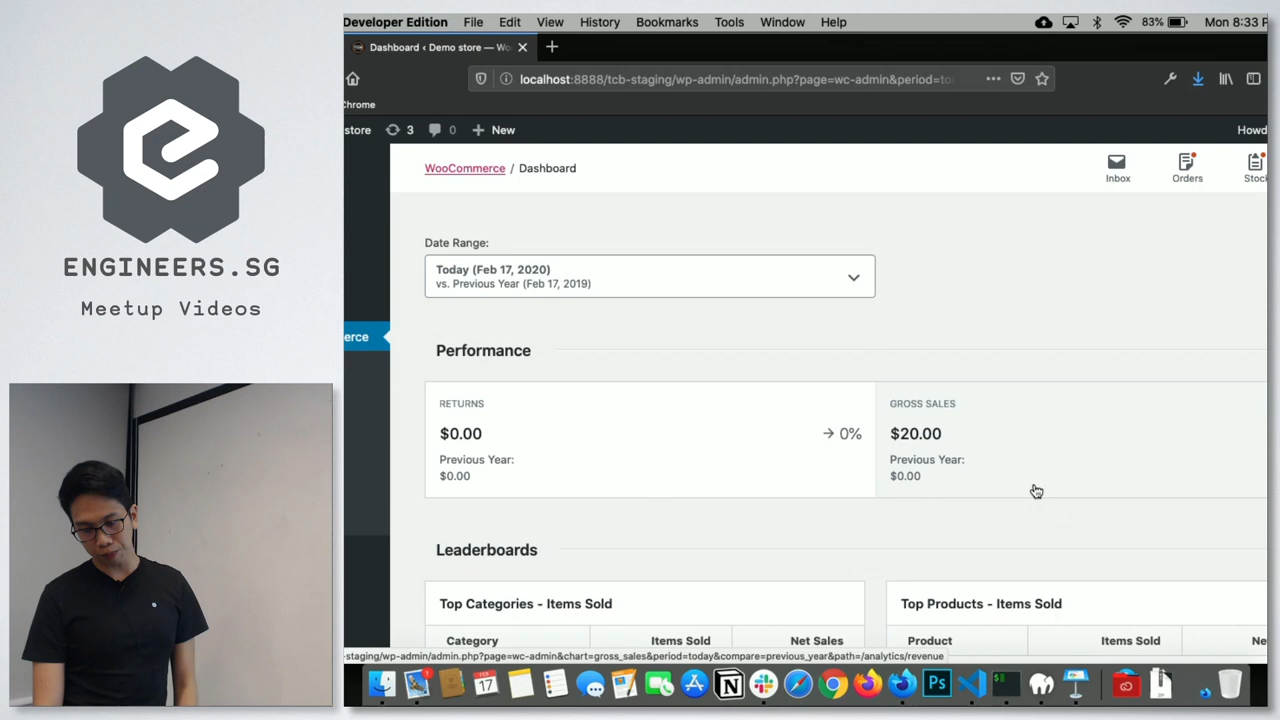 ENGINEERS.SG
Meetup Videos
Developer Edition File Edit View History Bookmarks Tools Window Help 83% Mon 8:33 P
Dashboard ‹ Demo store — Wo
localhost:8888/tcb-staging/wp-admin/admin.php?page=wc-admin&period=to
Chrome
store 3 0 New Howd
WooCommerce / Dashboard
Inbox Orders Stoc
Date Range:
Today (Feb 17, 2020)
vs. Previous Year (Feb 17, 2019)
erce
Performance
RETURNS
$0.00 → 0%
Previous Year:
$0.00
GROSS SALES
$20.00
Previous Year:
$0.00
Leaderboards
Top Categories - Items Sold
Category Items Sold Net Sales
Top Products - Items Sold
Product Items Sold Ne
-staging/wp-admin/admin.php?page=wc-admin&chart=gross_sales&period=today&compare=previous_year&path=/analytics/revenue
FEB
17
Ps